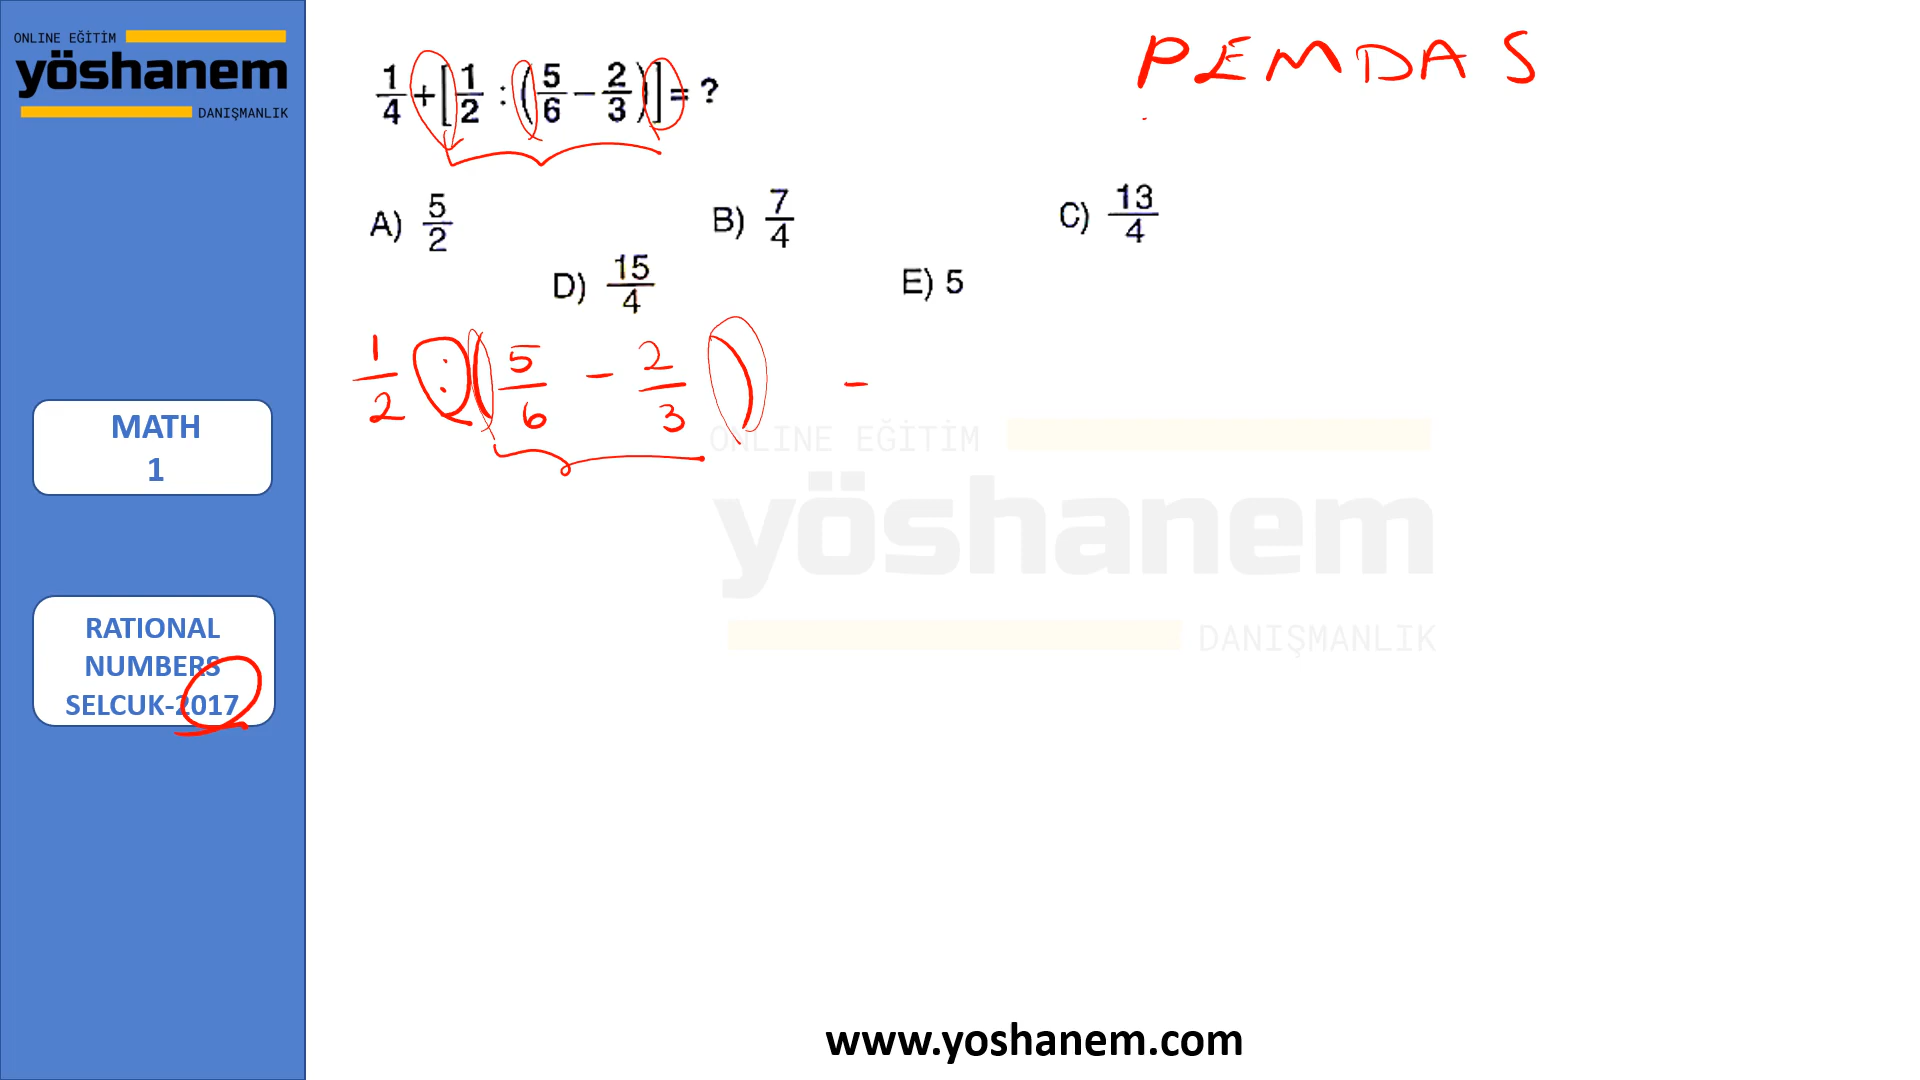 ONLINE EĞİTİM
yöshanem
DANIŞMANLIK
PEMDAS
1/4 + [1/2 : (5/6 − 2/3)] = ?
A) 5/2 B) 7/4 C) 13/4
D) 15/4 E) 5
1/2 : (5/6 − 2/3) -
MATH
1
RATIONAL
NUMBERS
SELCUK-2017
ONLINE EĞİTİM
yöshanem
DANIŞMANLIK
www.yoshanem.com